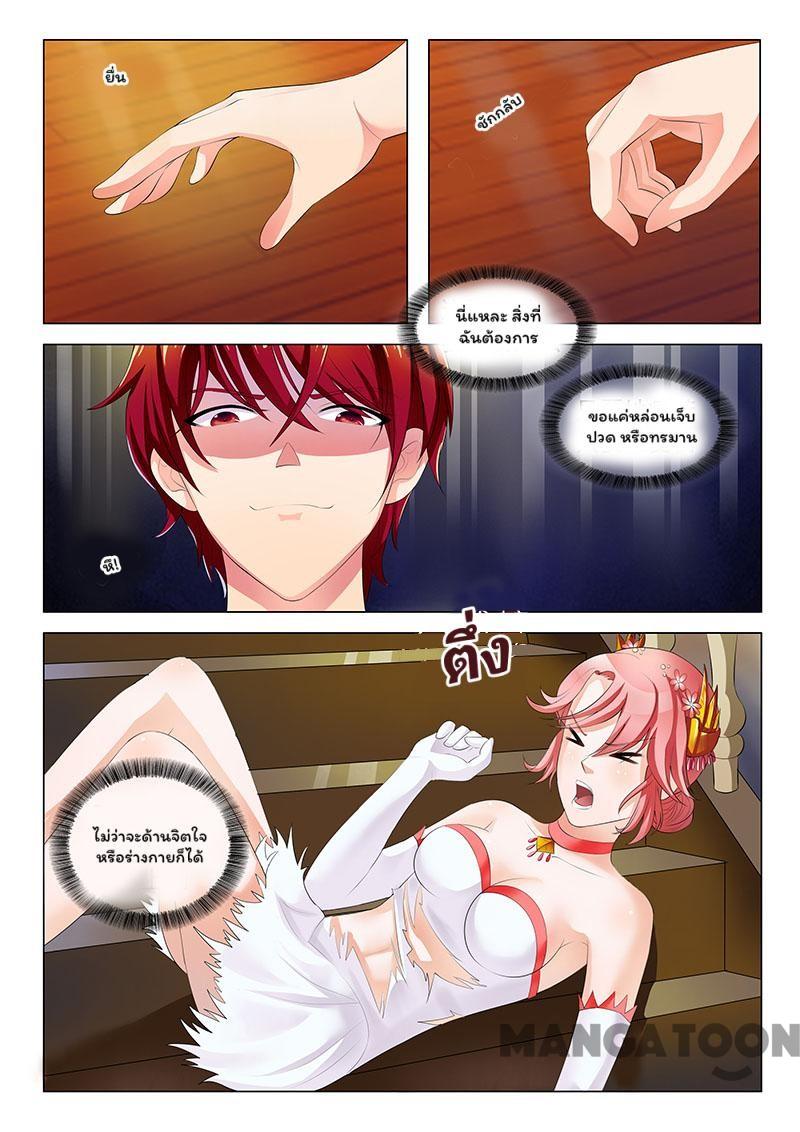 ยื่น
ชักกลับ
นี่แหละ สิ่งที่
ฉันต้องการ
ขอแค่หล่อนเจ็บ
ปวด หรือทรมาน
หึ!
ตึ่ง
ไม่ว่าจะด้านจิตใจ
หรือร่างกายก็ได้
MANGATOON